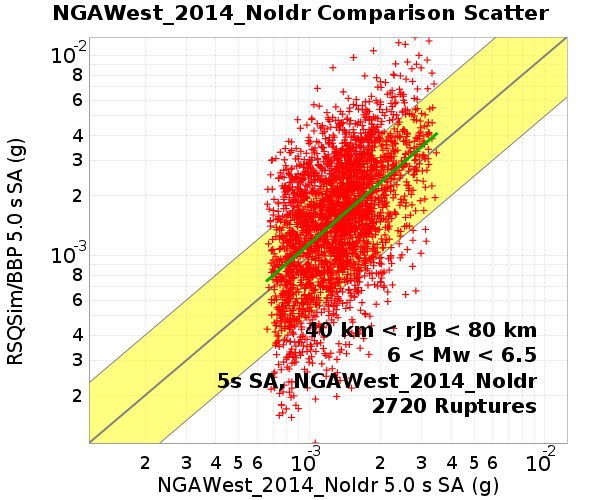 NGAWest_2014_NoIdr Comparison Scatter
RSQSim/BBP 5.0 s SA (g)
10-2
8
6
4
3
2
10-3
8
6
4
3
2
40 km < rJB < 80 km
6 < Mw < 6.5
5s SA, NGAWest_2014_NoIdr
2720 Ruptures
2 3 4 5 6 10-3 2 3 4 5 6 10-2
NGAWest_2014_NoIdr 5.0 s SA (g)